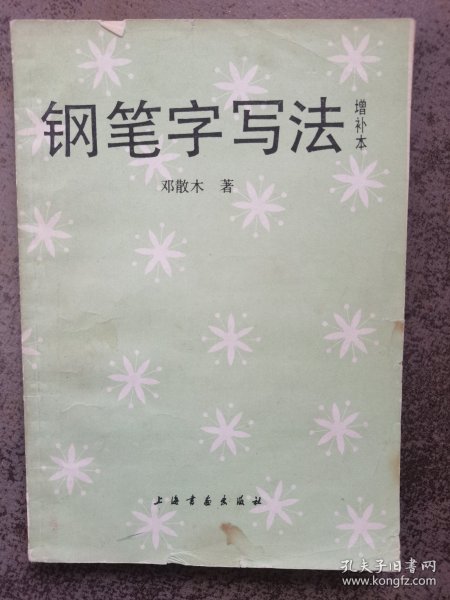 钢笔字写法
增补本
邓散木 著
上海书画出版社
孔夫子旧书网
www.kongfz.com